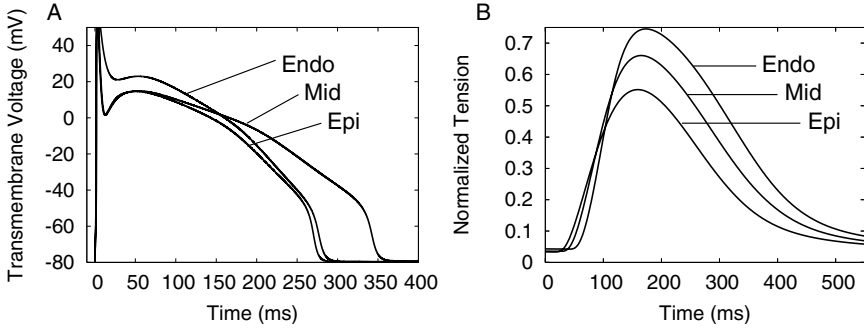 A
Transmembrane Voltage (mV)
40
20
0
-20
-40
-60
-80
0 50 100 150 200 250 300 350 400
Time (ms)
Endo
Mid
Epi
B
Normalized Tension
0.7
0.6
0.5
0.4
0.3
0.2
0.1
0
0 100 200 300 400 500
Time (ms)
Endo
Mid
Epi